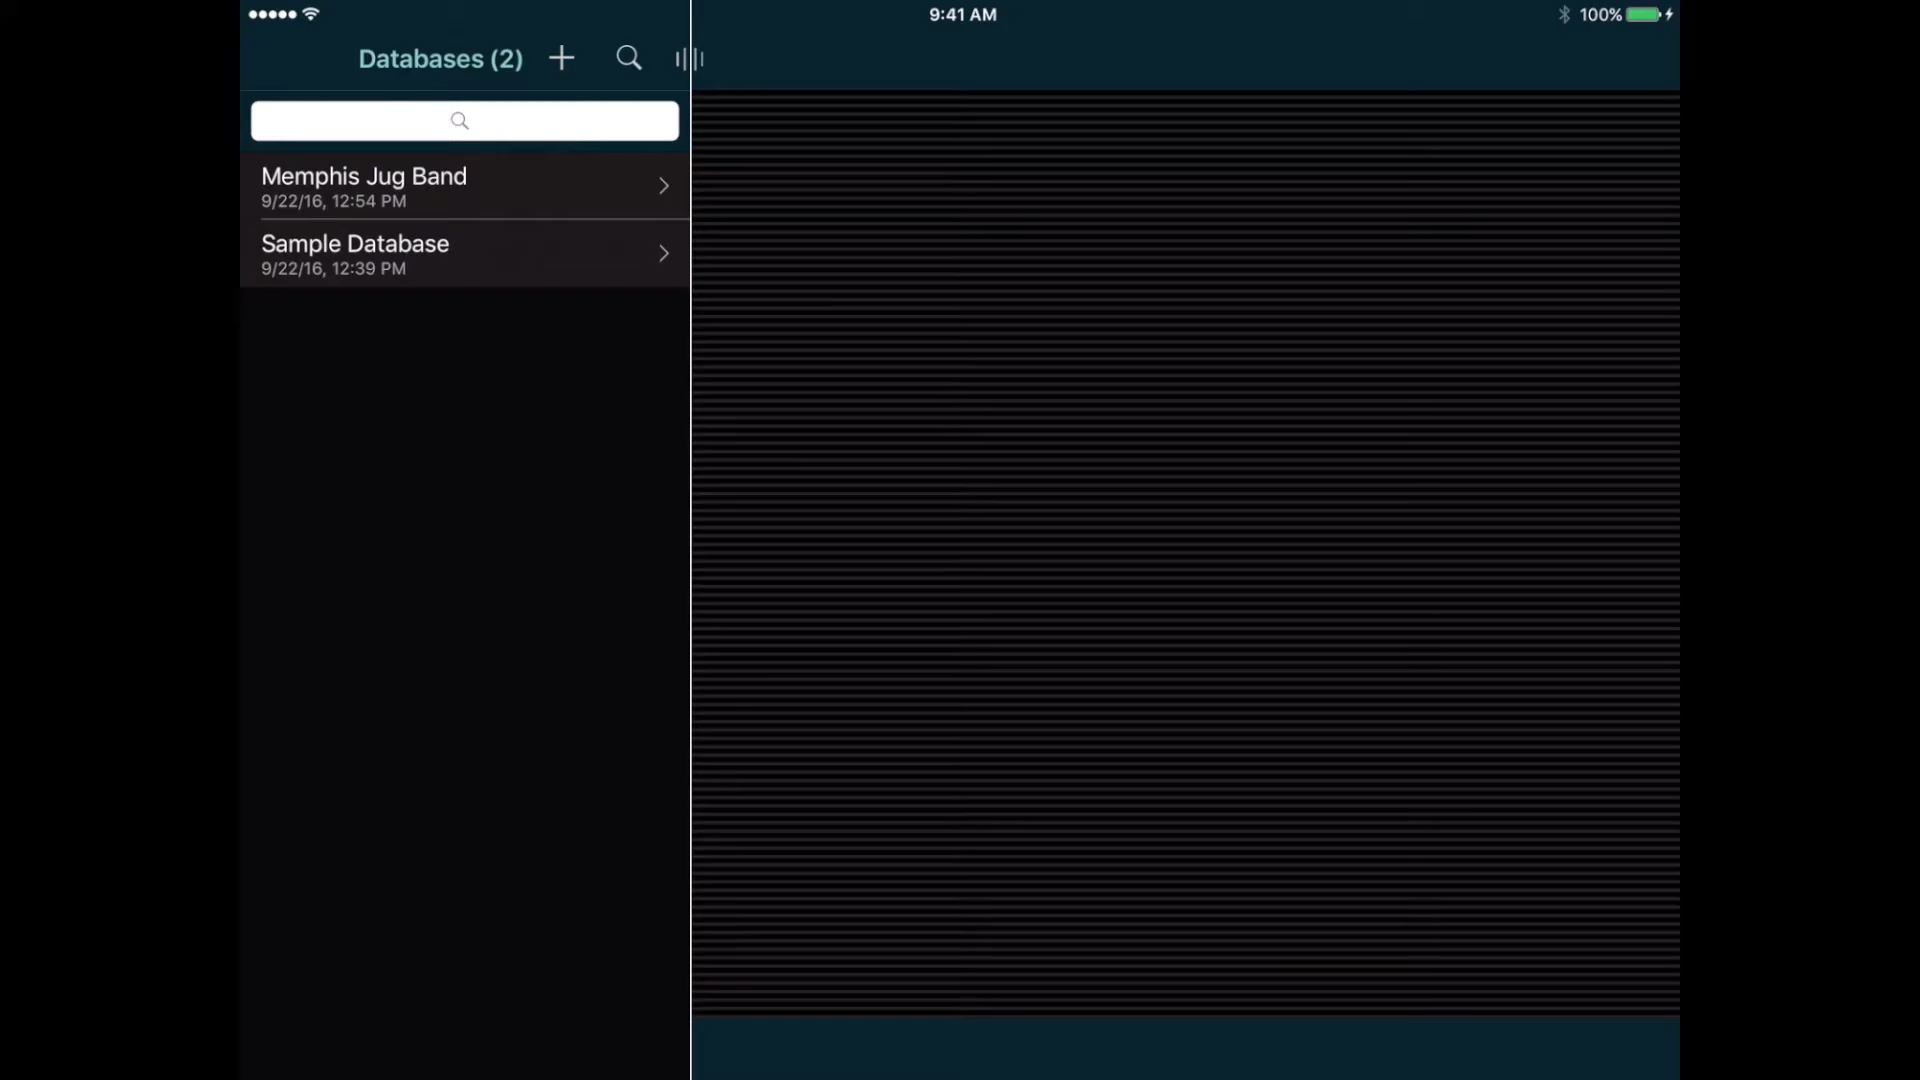 9:41 AM
100%
Databases (2)
Memphis Jug Band
9/22/16, 12:54 PM
Sample Database
9/22/16, 12:39 PM